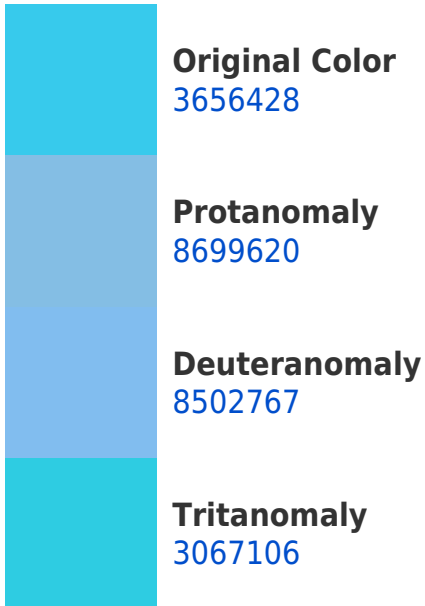 Original Color
3656428
Protanomaly
8699620
Deuteranomaly
8502767
Tritanomaly
3067106